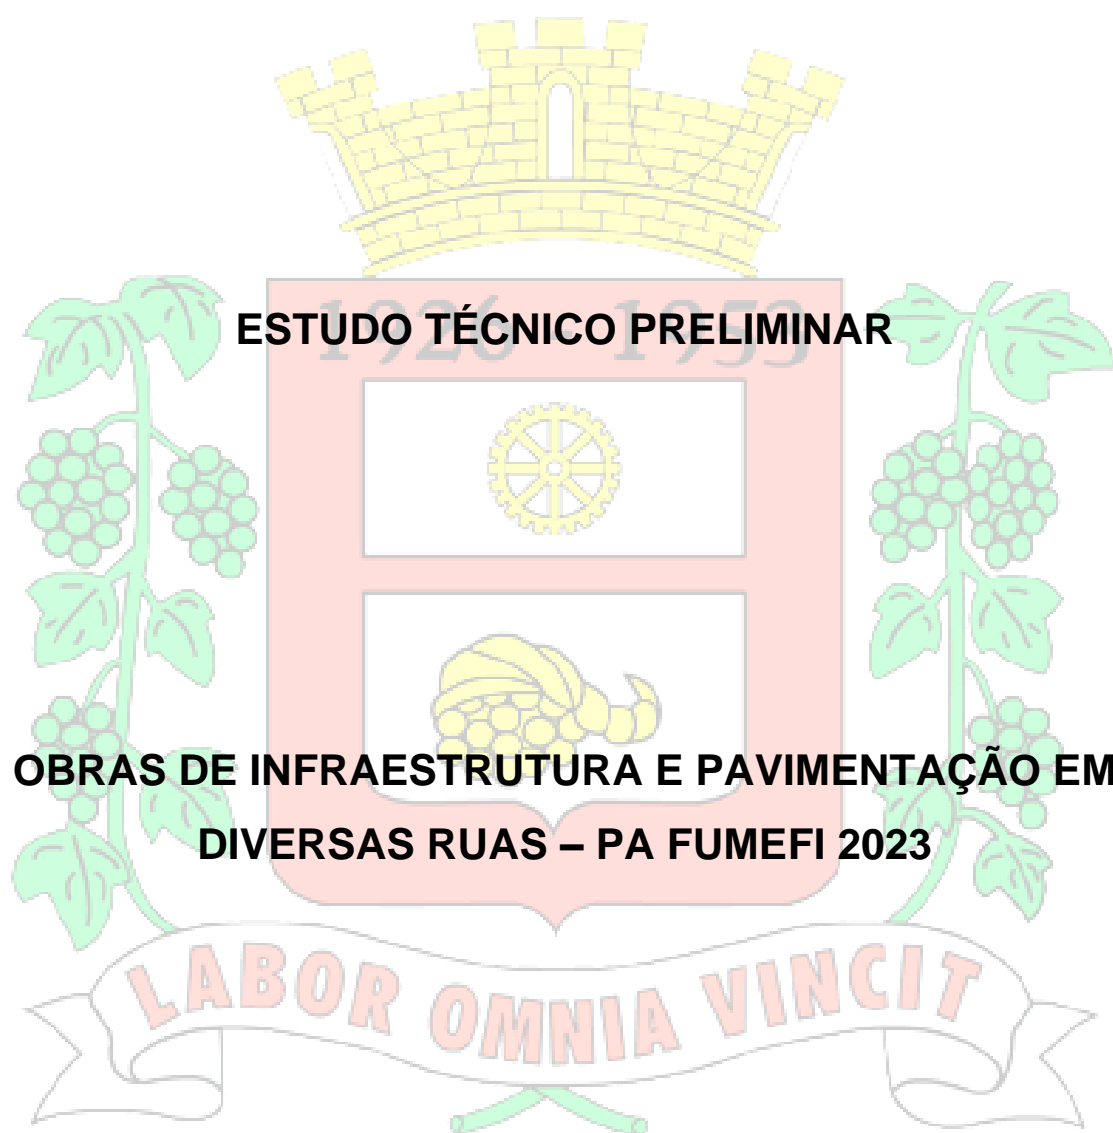 1926 - 1953
ESTUDO TÉCNICO PRELIMINAR
OBRAS DE INFRAESTRUTURA E PAVIMENTAÇÃO EM
DIVERSAS RUAS – PA FUMEFI 2023
LABOR OMNIA VINCIT